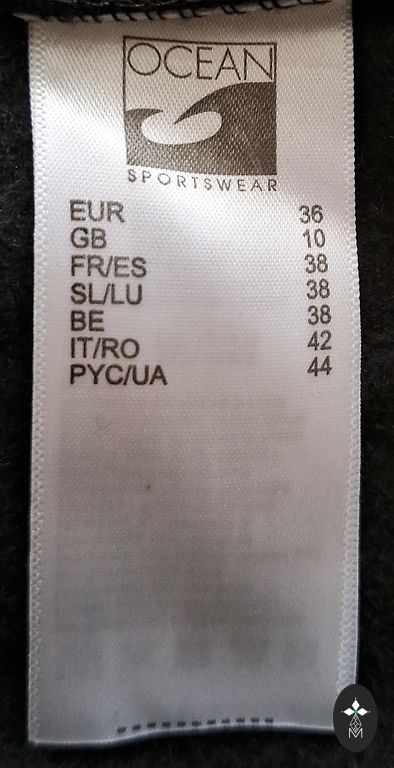 OCEAN
SPORTSWEAR
EUR 36
GB 10
FR/ES 38
SL/LU 38
BE 38
IT/RO 42
PYC/UA 44